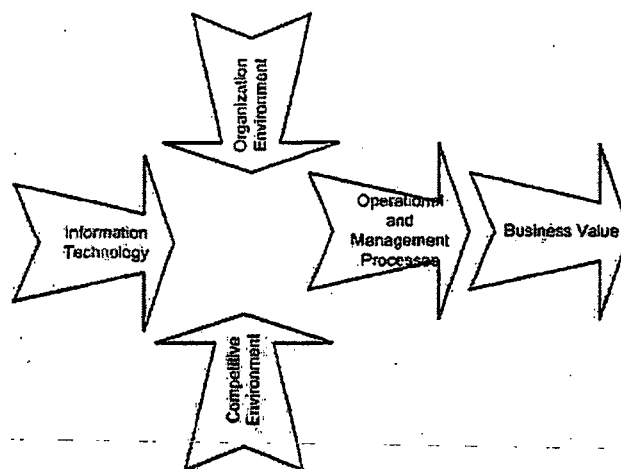 Organization
Environment
Information
Technology
Operational
and
Management
Processes
Business Value
Competitive
Environment